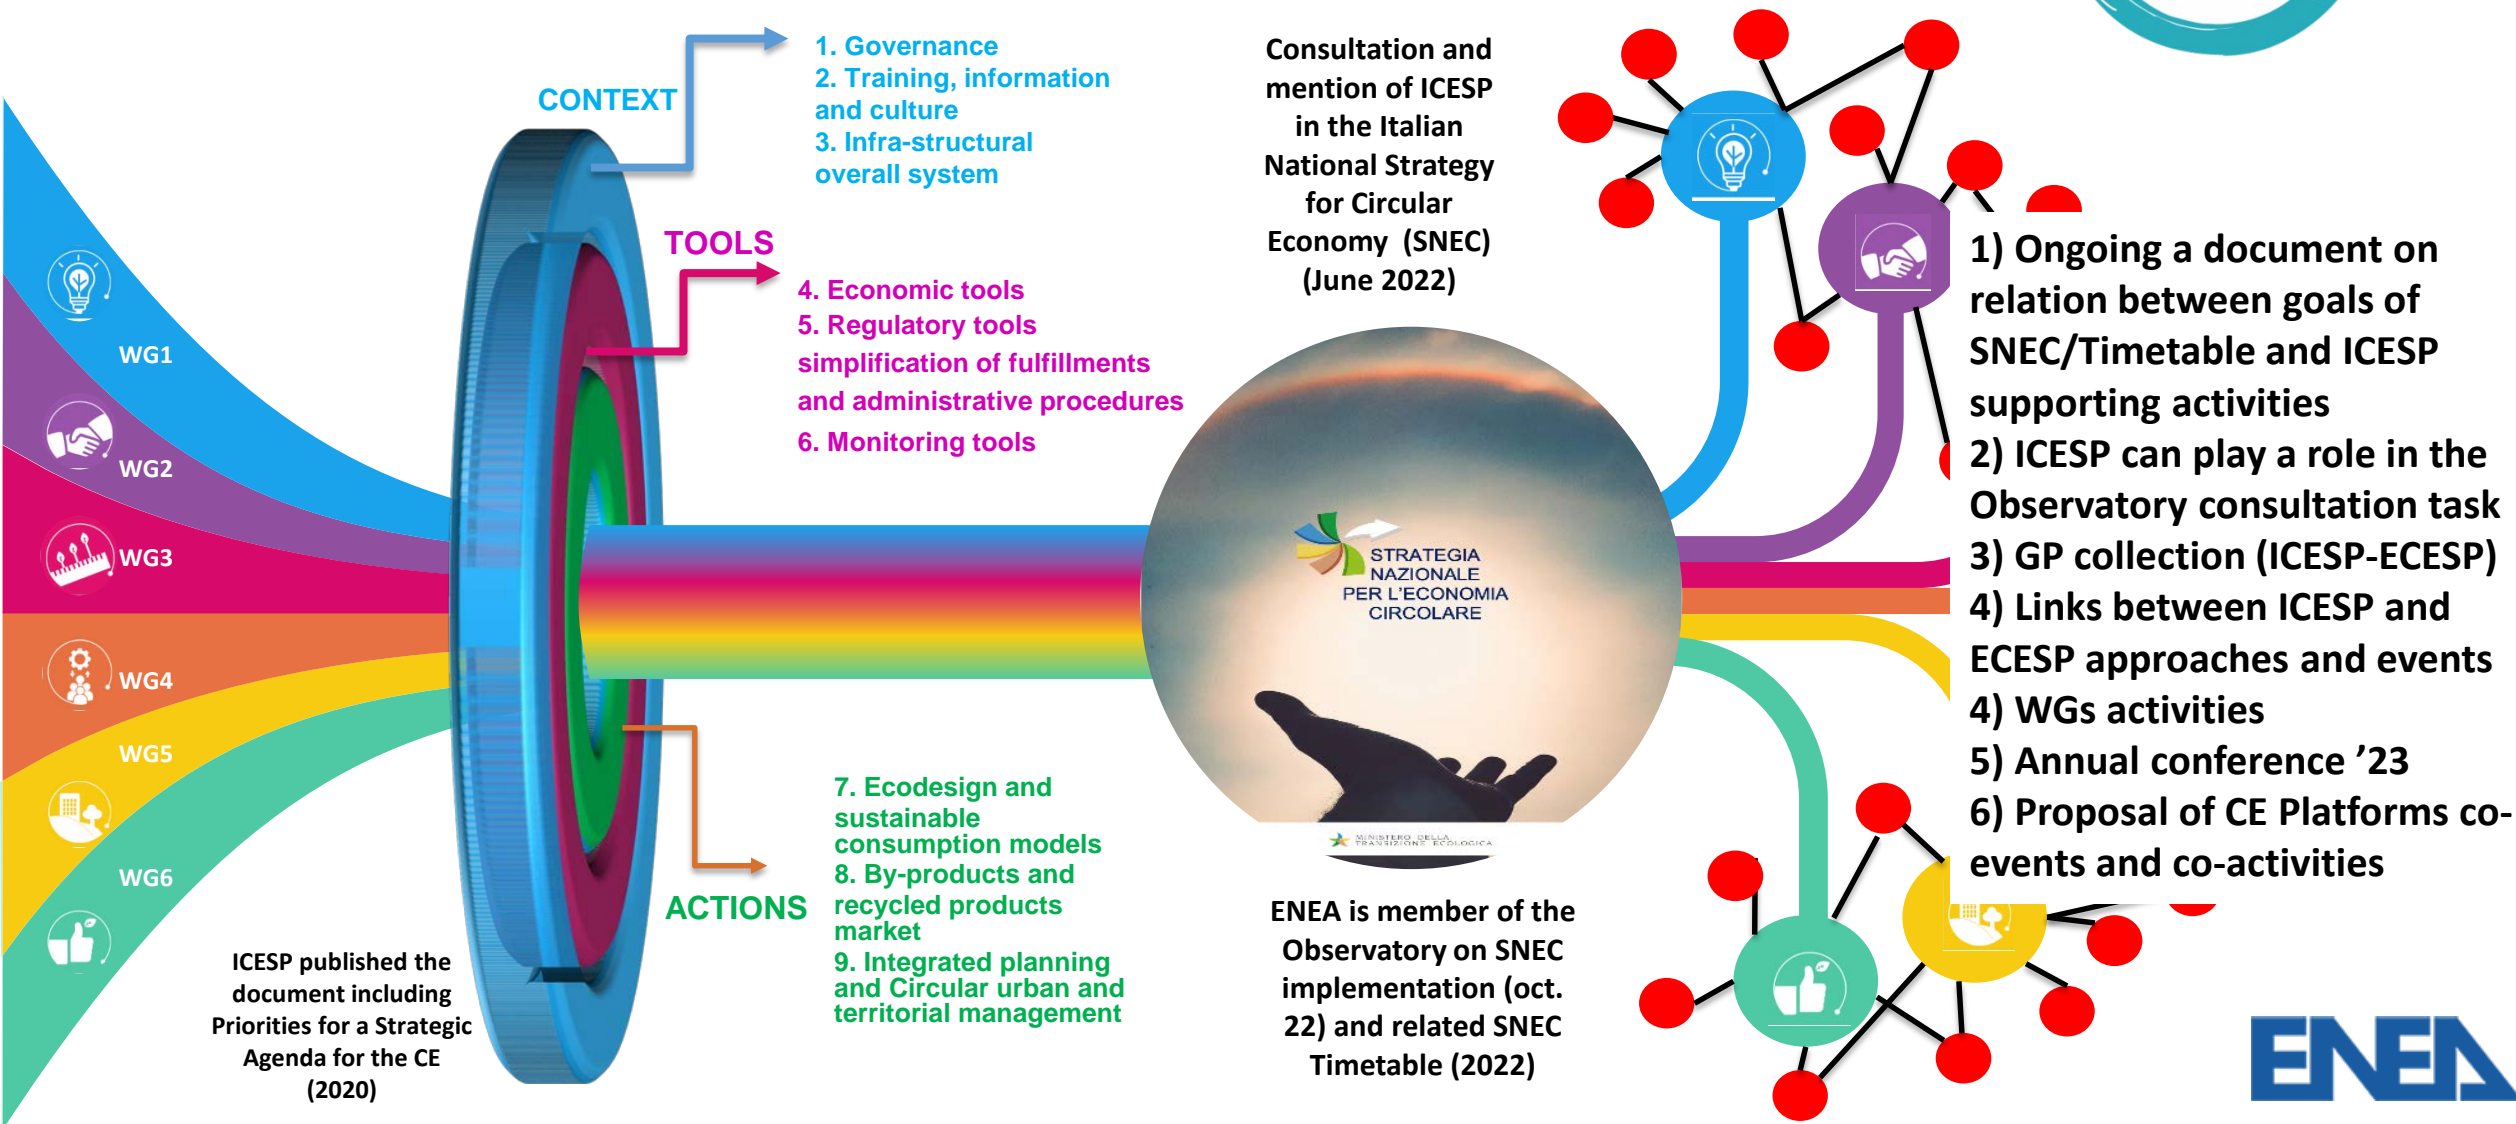 WG1
WG2
WG3
WG4
WG5
WG6
ICESP published the
document including
Priorities for a Strategic
Agenda for the CE
(2020)
CONTEXT
1. Governance
2. Training, information
and culture
3. Infra-structural
overall system
TOOLS
4. Economic tools
5. Regulatory tools
simplification of fulfillments
and administrative procedures
6. Monitoring tools
ACTIONS
7. Ecodesign and
sustainable
consumption models
8. By-products and
recycled products
market
9. Integrated planning
and Circular urban and
territorial management
Consultation and
mention of ICESP
in the Italian
National Strategy
for Circular
Economy (SNEC)
(June 2022)
STRATEGIA
NAZIONALE
PER L'ECONOMIA
CIRCOLARE
MINISTERO DELLA
TRANSIZIONE ECOLOGICA
ENEA is member of the
Observatory on SNEC
implementation (oct.
22) and related SNEC
Timetable (2022)
1) Ongoing a document on
relation between goals of
SNEC/Timetable and ICESP
supporting activities
2) ICESP can play a role in the
Observatory consultation task
3) GP collection (ICESP-ECESP)
4) Links between ICESP and
ECESP approaches and events
4) WGs activities
5) Annual conference ’23
6) Proposal of CE Platforms co-
events and co-activities
ENEA